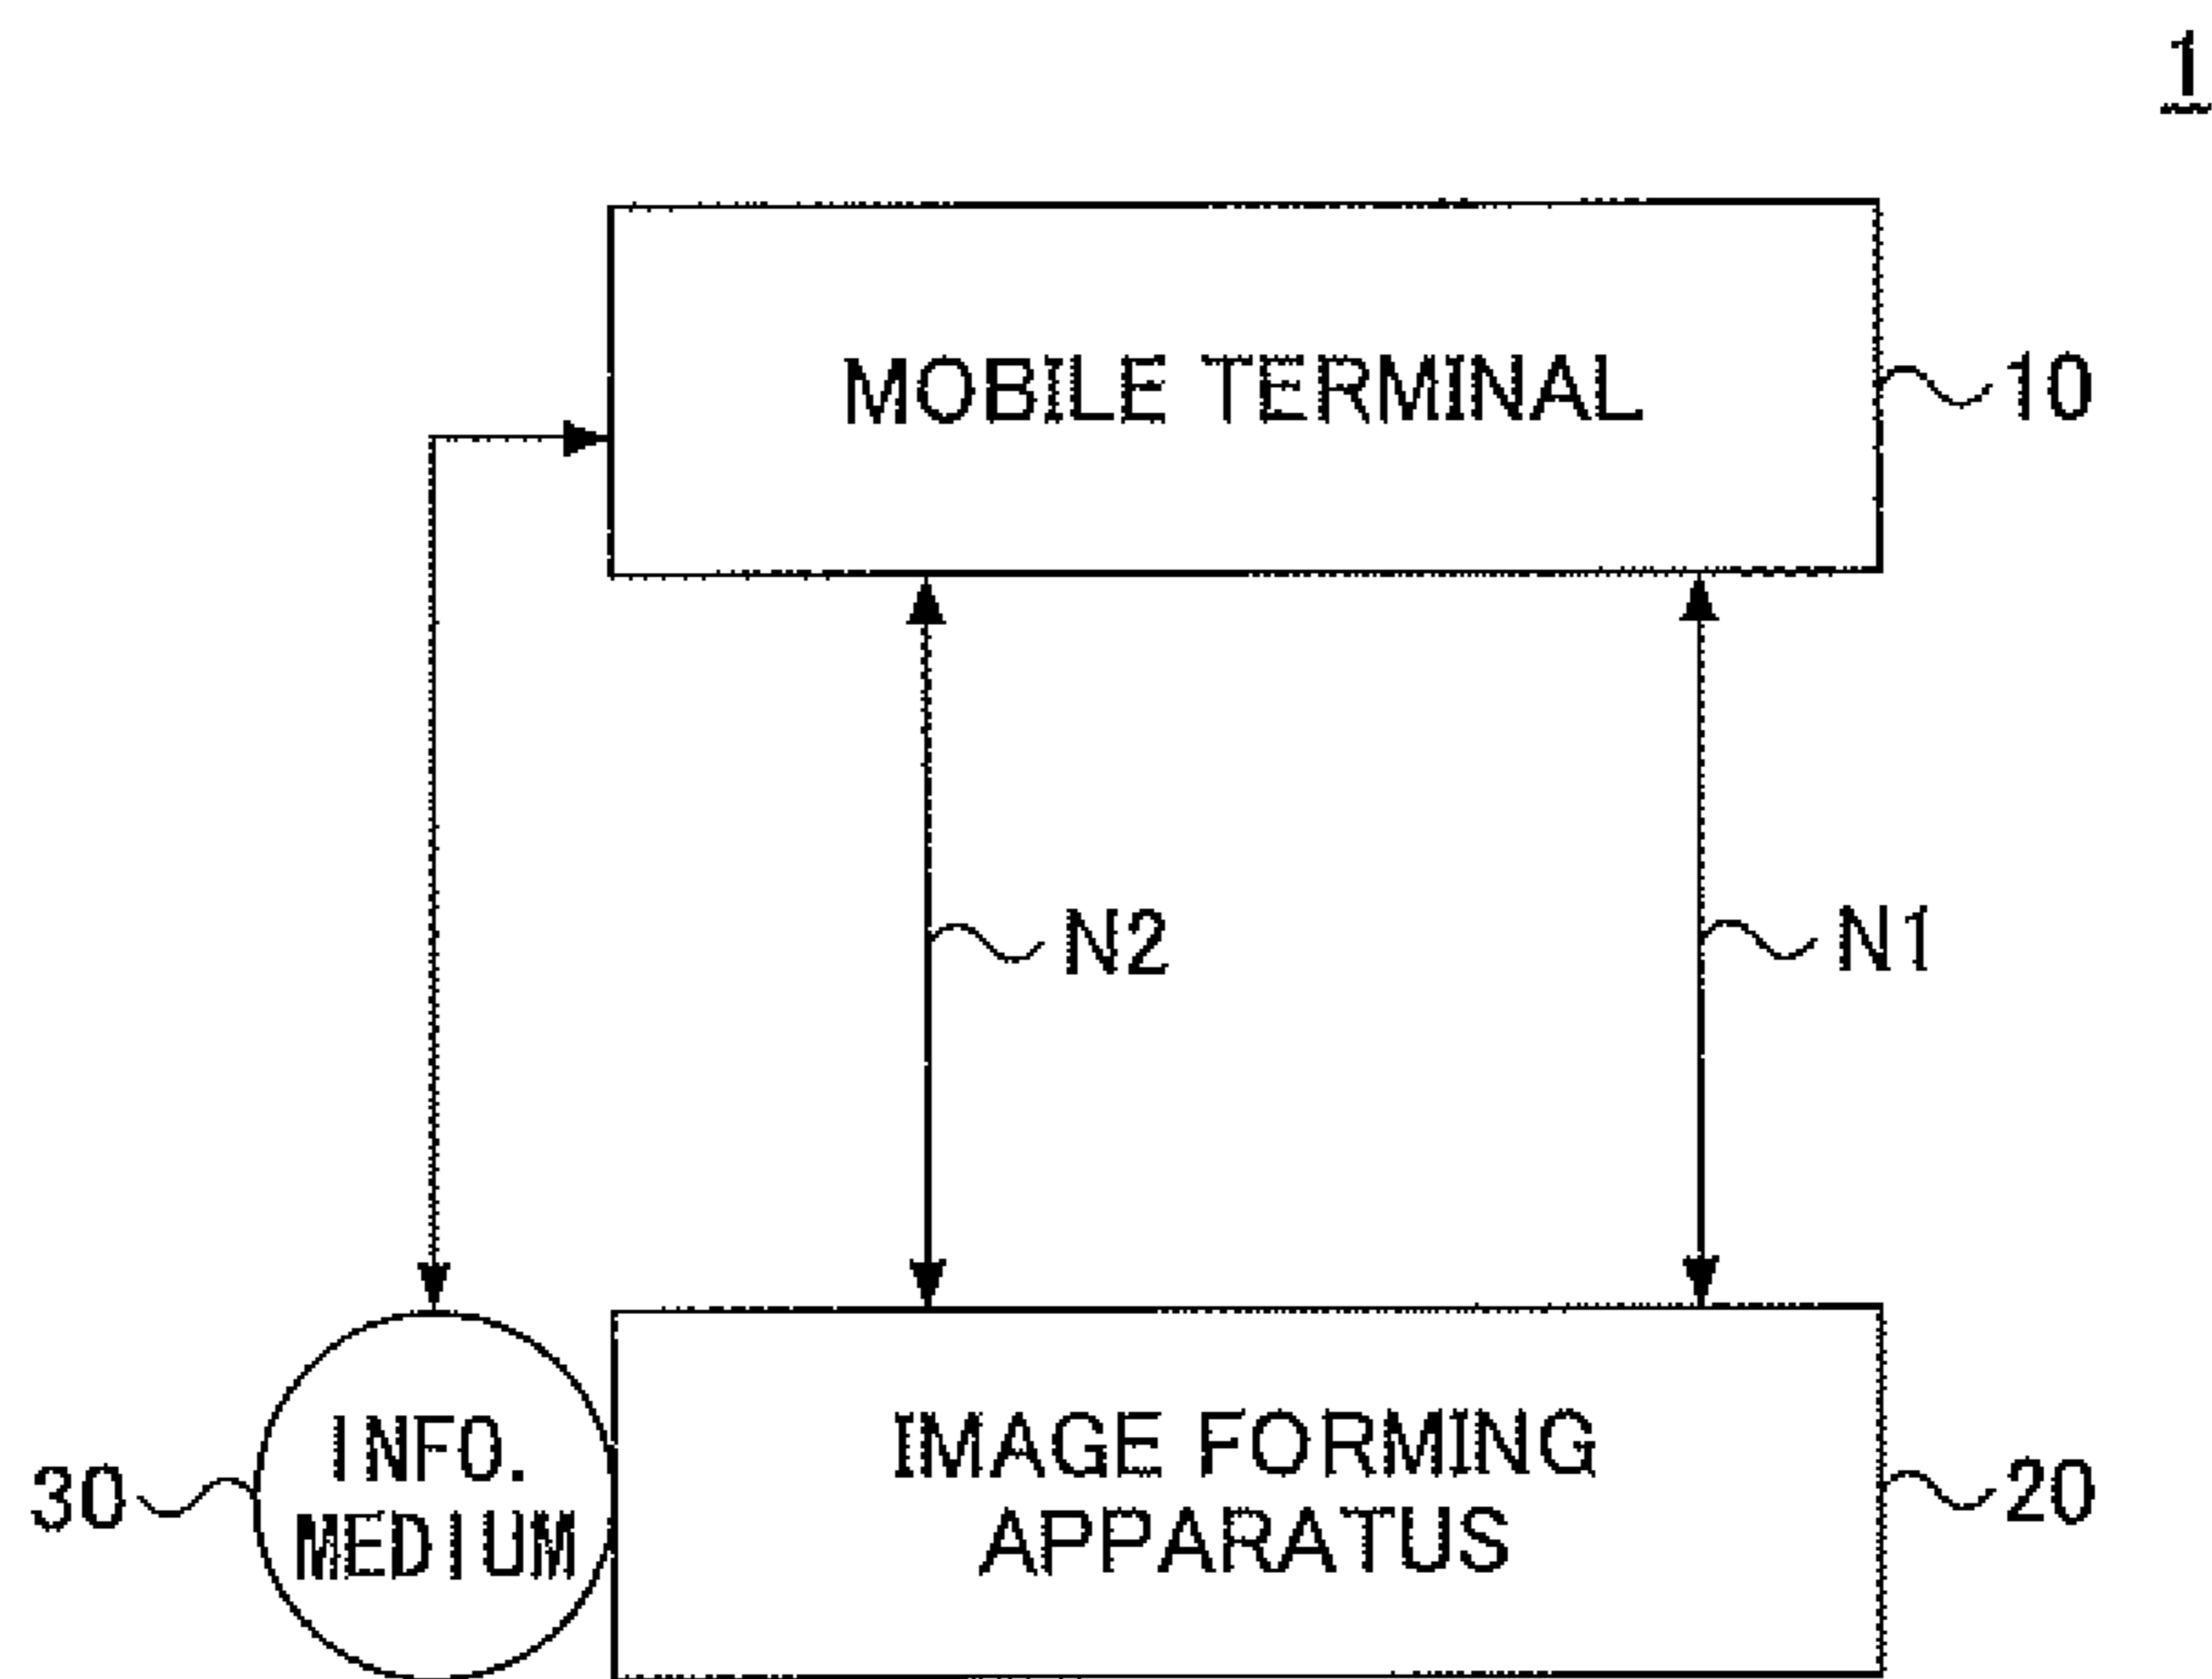 1
MOBILE TERMINAL
10
N2
N1
INFO.
MEDIUM
30
IMAGE FORMING
APPARATUS
20